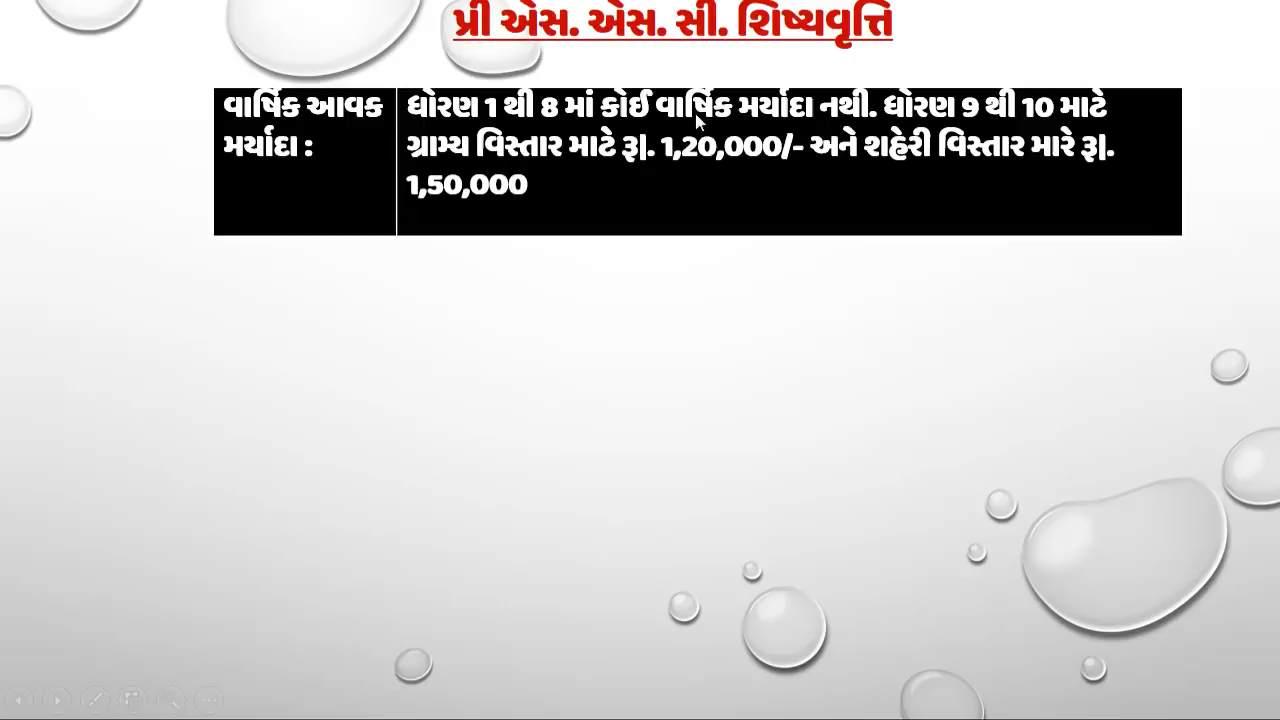 પ્રી એસ. એસ. સી. શિષ્યવૃત્તિ
વાર્ષિક આવક
મર્યાદા :
ધોરણ 1 થી 8 માં કોઈ વાર્ષિક મર્યાદા નથી. ધોરણ 9 થી 10 માટે
ગ્રામ્ય વિસ્તાર માટે રૂ|. 1,20,000/- અને શહેરી વિસ્તાર મારે રૂ|.
1,50,000